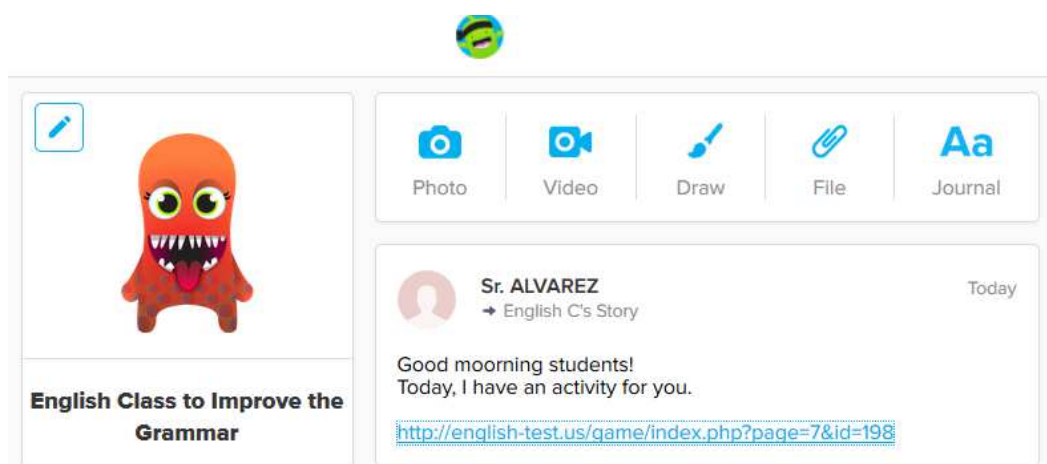 Photo Video Draw File Journal
Aa
Sr. ALVAREZ Today
→ English C's Story
Good moorning students!
Today, I have an activity for you.
http://english-test.us/game/index.php?page=7&id=198
English Class to Improve the
Grammar